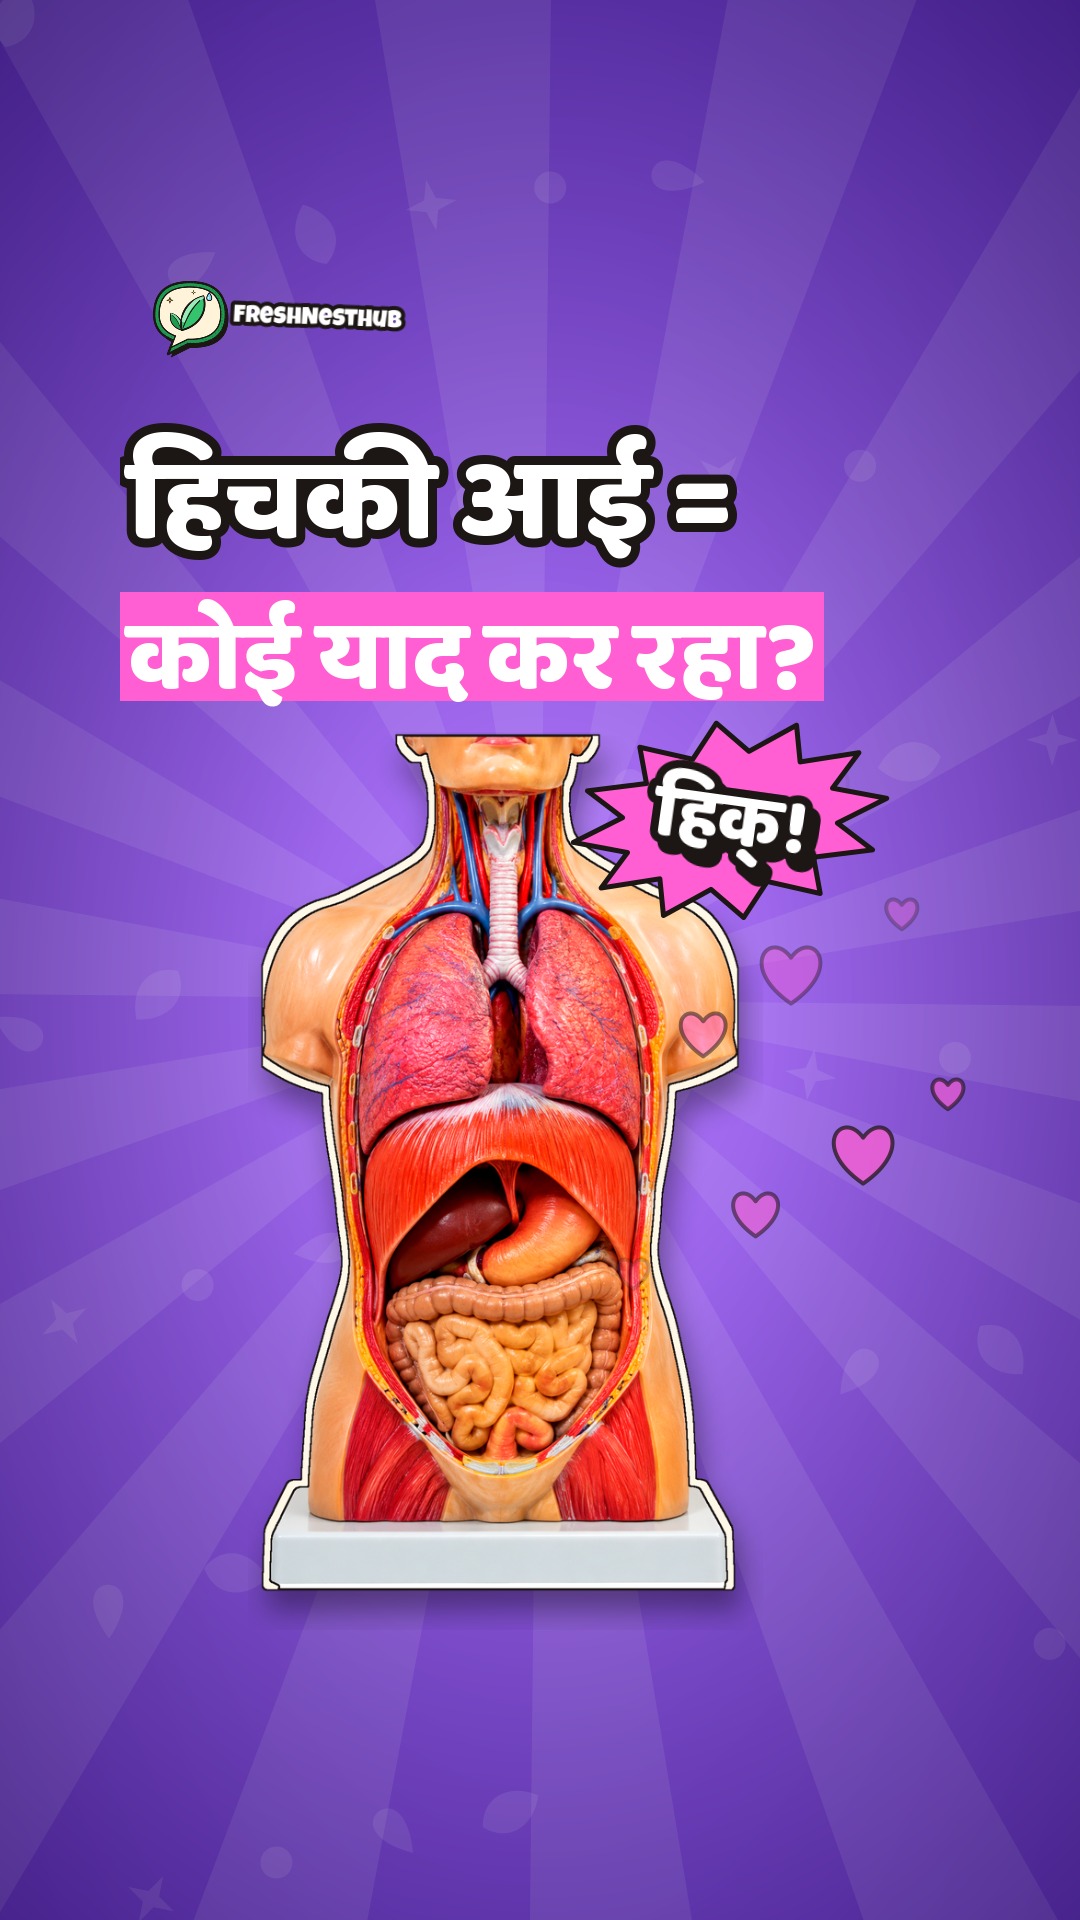 FRESHNESTHUB
हिचकी आई =
कोई याद कर रहा?
हिक्!